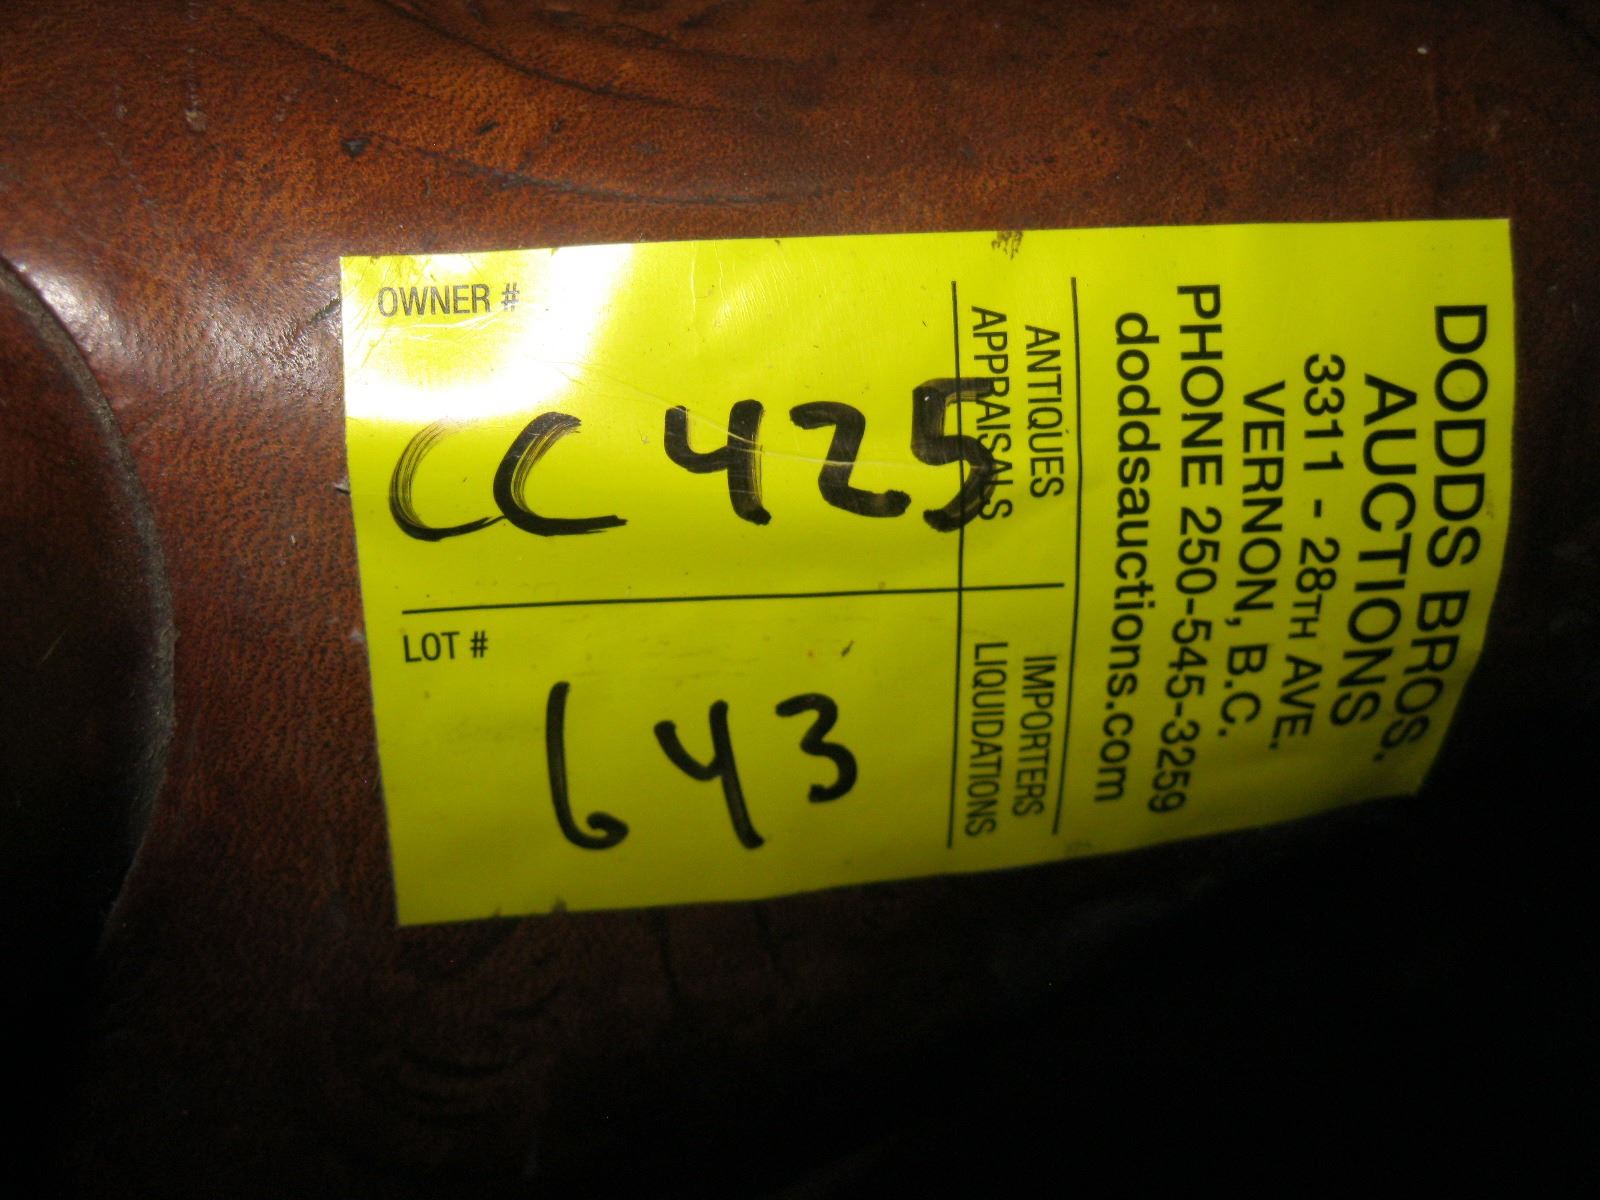 DODDS BROS.
AUCTIONS
3311 - 28TH AVE.
VERNON, B.C.
PHONE 250-545-3259
doddsauctions.com
ANTIQUES
APPRAISALS
IMPORTERS
LIQUIDATIONS
OWNER #
CC 425
LOT #
643